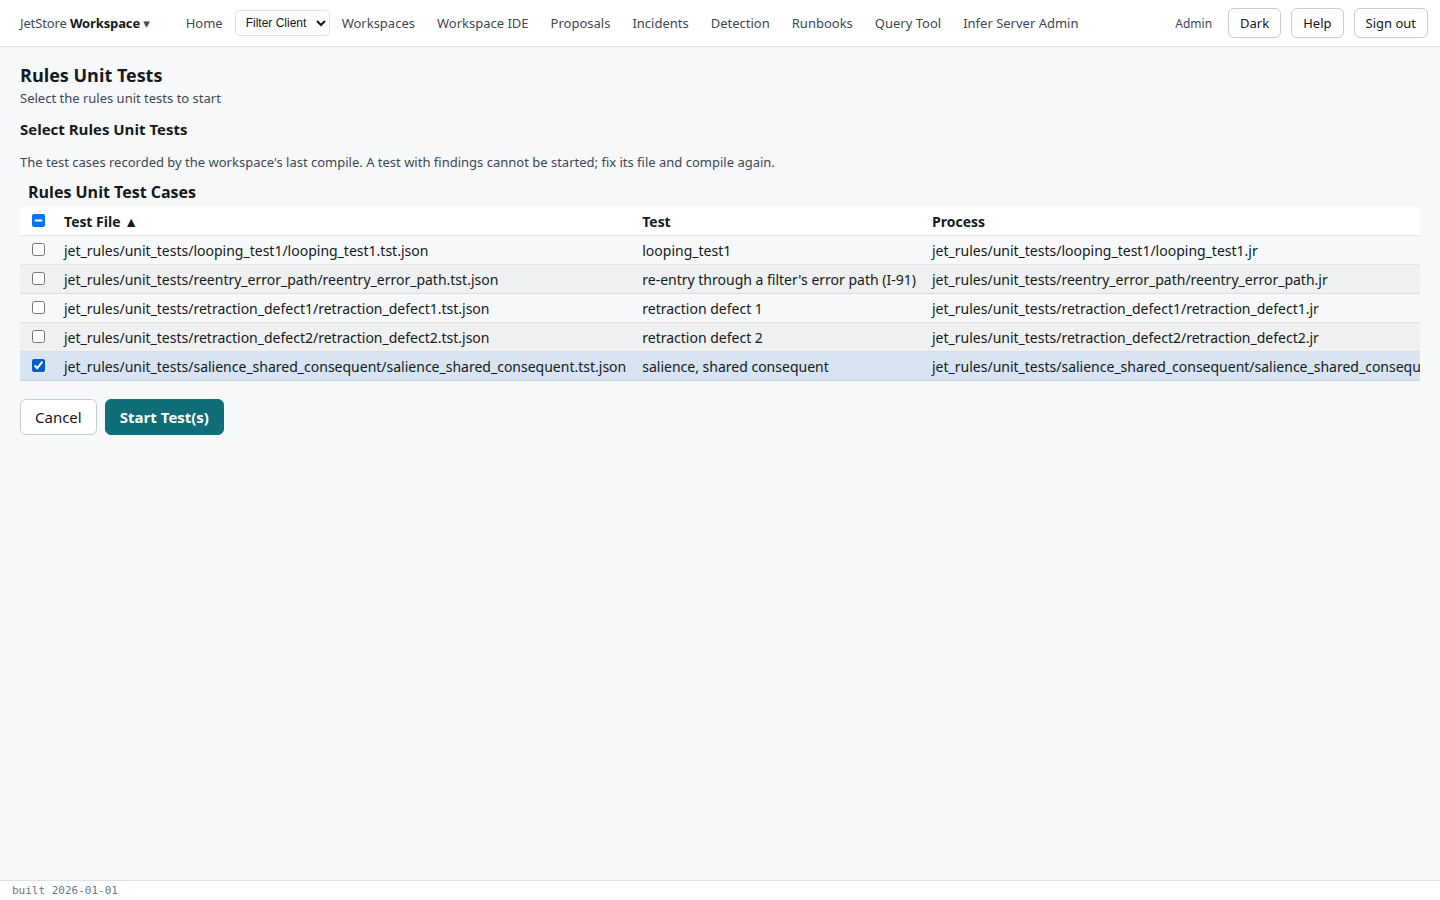 JetStore Workspace ▾ Home Filter Client Workspaces Workspace IDE Proposals Incidents Detection Runbooks Query Tool Infer Server Admin Admin Dark Help Sign out
Rules Unit Tests
Select the rules unit tests to start
Select Rules Unit Tests
The test cases recorded by the workspace's last compile. A test with findings cannot be started; fix its file and compile again.
Rules Unit Test Cases
Test File ▲ Test Process
jet_rules/unit_tests/looping_test1/looping_test1.tst.json looping_test1 jet_rules/unit_tests/looping_test1/looping_test1.jr
jet_rules/unit_tests/reentry_error_path/reentry_error_path.tst.json re-entry through a filter's error path (I-91) jet_rules/unit_tests/reentry_error_path/reentry_error_path.jr
jet_rules/unit_tests/retraction_defect1/retraction_defect1.tst.json retraction defect 1 jet_rules/unit_tests/retraction_defect1/retraction_defect1.jr
jet_rules/unit_tests/retraction_defect2/retraction_defect2.tst.json retraction defect 2 jet_rules/unit_tests/retraction_defect2/retraction_defect2.jr
jet_rules/unit_tests/salience_shared_consequent/salience_shared_consequent.tst.json salience, shared consequent jet_rules/unit_tests/salience_shared_consequent/salience_shared_consequ
Cancel Start Test(s)
built 2026-01-01